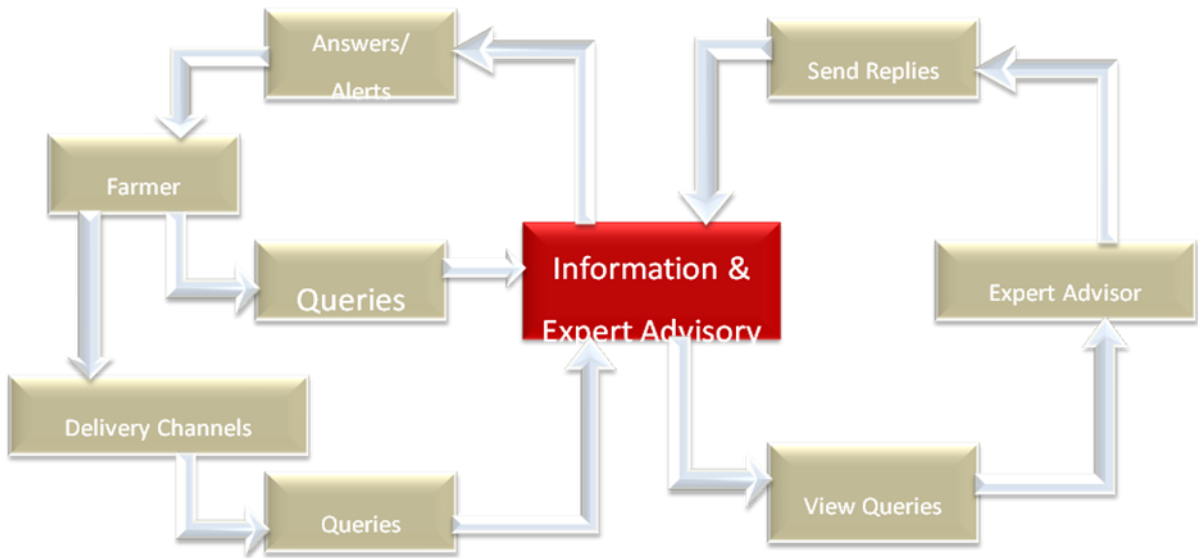 Answers/
Alerts
Send Replies
Farmer
Information &
Expert Advisory
Queries
Expert Advisor
Delivery Channels
Queries
View Queries